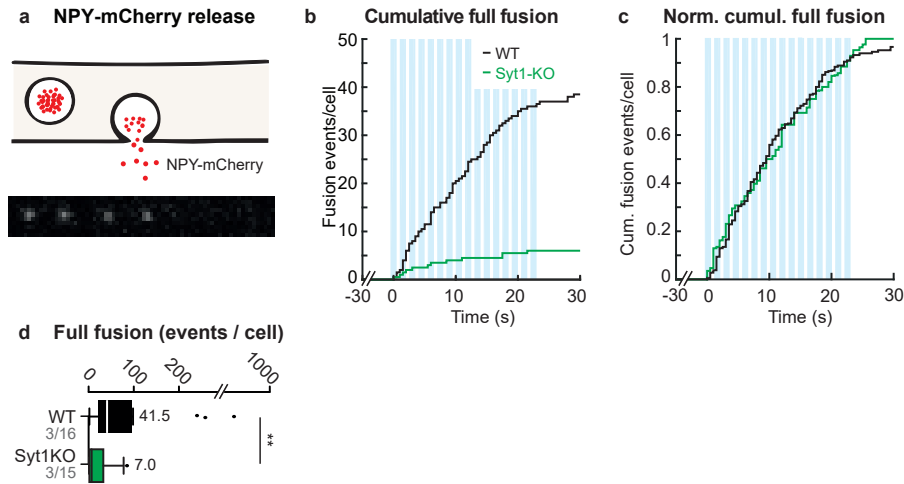 a NPY-mCherry release
NPY-mCherry
b Cumulative full fusion
Fusion events/cell
50
40
30
20
10
0
-30 0 10 20 30
Time (s)
WT
Syt1-KO
c Norm. cumul. full fusion
Cum. fusion events/cell
1
0.8
0.6
0.4
0.2
0
-30 0 10 20 30
Time (s)
d Full fusion (events / cell)
0 100 200 1000
WT 41.5
3/16
Syt1KO 7.0
3/15
**